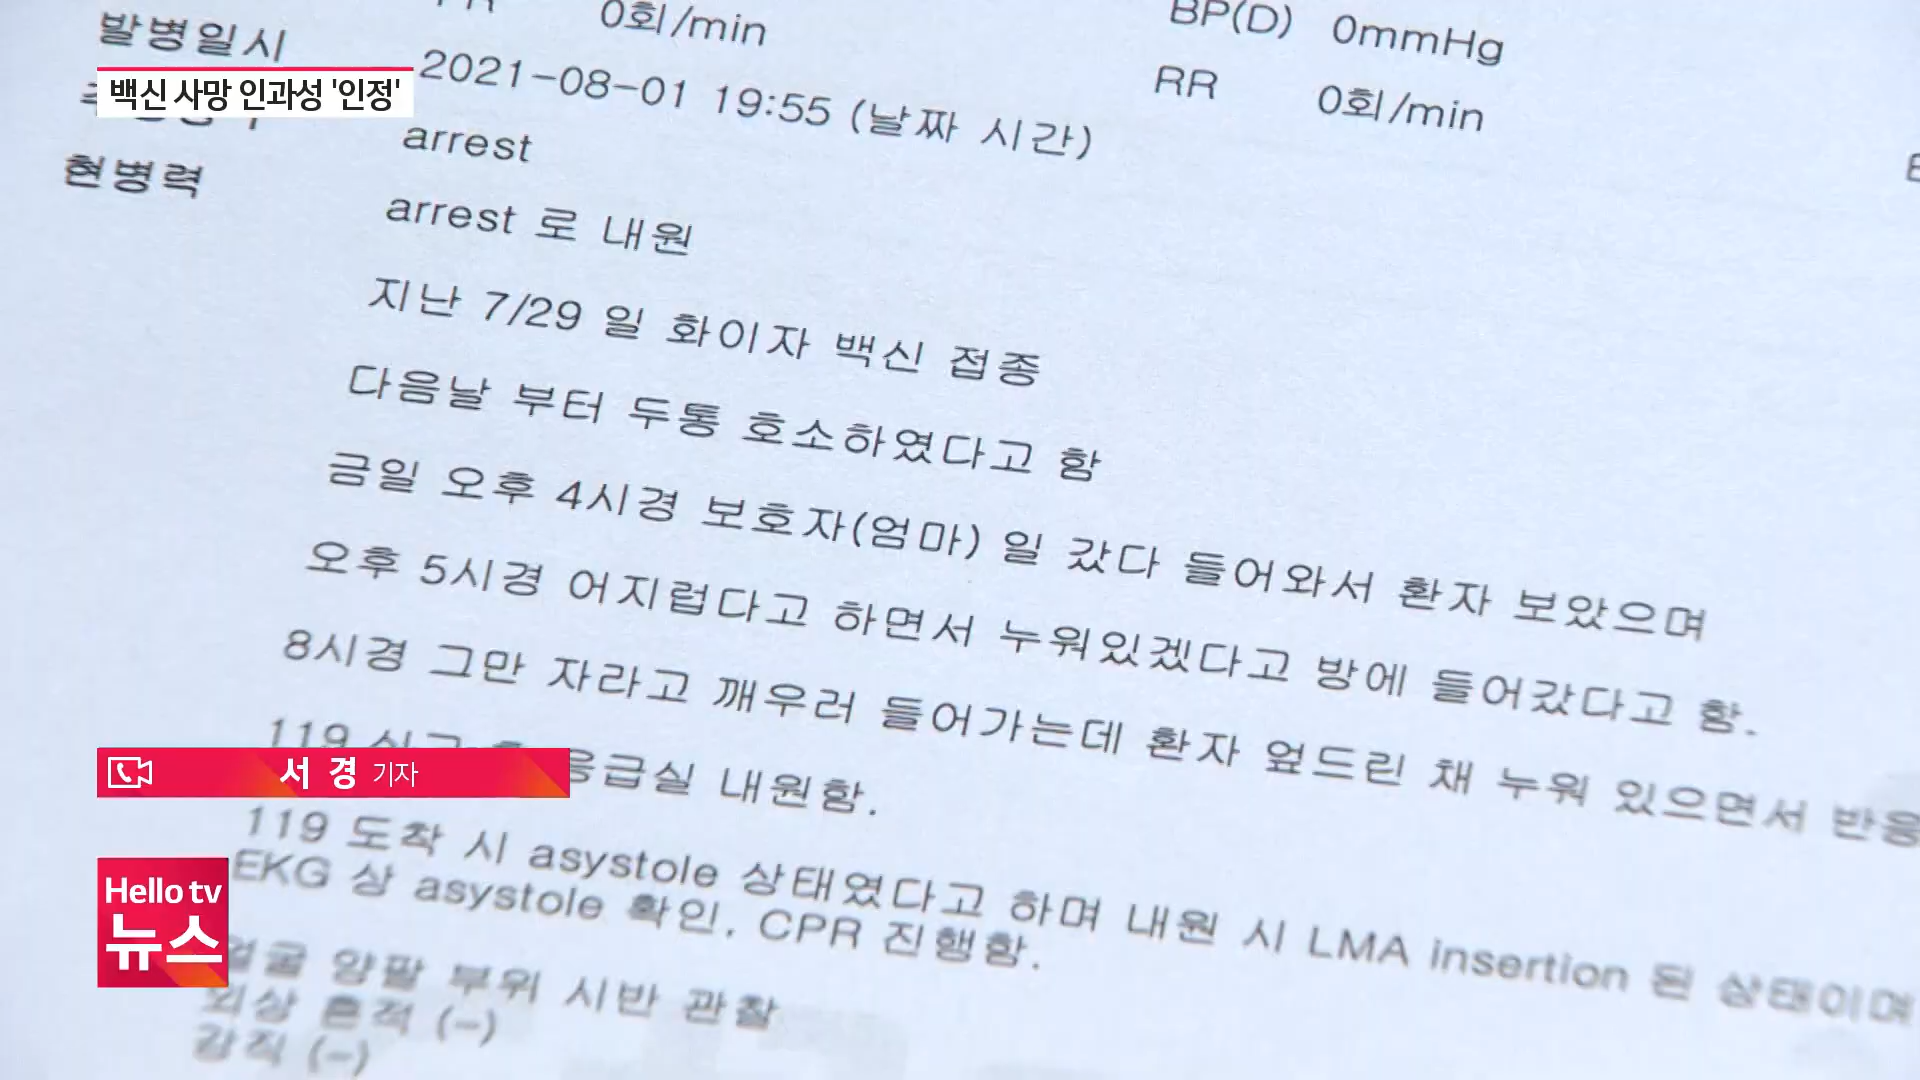 0회/min
BP(D) 0mmHg
발병일시 2021-08-01 19:55 (날짜 시간)
RR 0회/min
백신 사망 인과성 '인정'
arrest
현병력
arrest 로 내원
지난 7/29 일 화이자 백신 접종
다음날 부터 두통 호소하였다고 함
금일 오후 4시경 보호자(엄마) 일 갔다 들어와서 환자 보았으며
오후 5시경 어지럽다고 하면서 누워있겠다고 방에 들어갔다고 함.
8시경 그만 자라고 깨우러 들어가는데 환자 엎드린 채 누워 있으면서 반응
119 응급실 내원함.
서 경 기자
119 도착 시 asystole 상태였다고 하며 내원 시 LMA insertion 된 상태이며
EKG 상 asystole 확인, CPR 진행함.
Hello tv
뉴스
얼굴 양팔 부위 시반 관찰
외상 흔적 (-)
강직 (-)